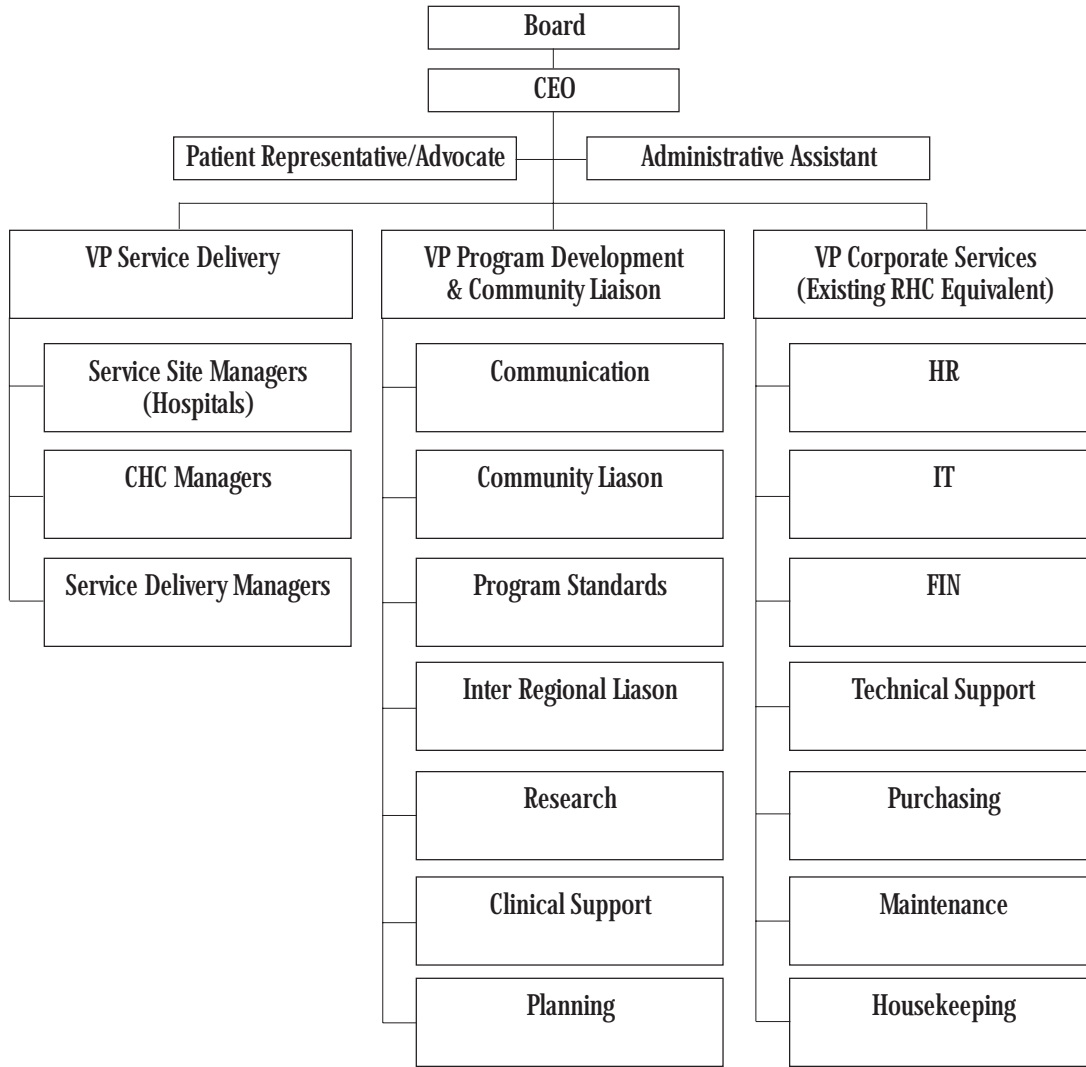 Board
CEO
Patient Representative/Advocate
Administrative Assistant
VP Service Delivery
VP Program Development
& Community Liaison
VP Corporate Services
(Existing RHC Equivalent)
Service Site Managers
(Hospitals)
CHC Managers
Service Delivery Managers
Communication
Community Liason
Program Standards
Inter Regional Liason
Research
Clinical Support
Planning
HR
IT
FIN
Technical Support
Purchasing
Maintenance
Housekeeping